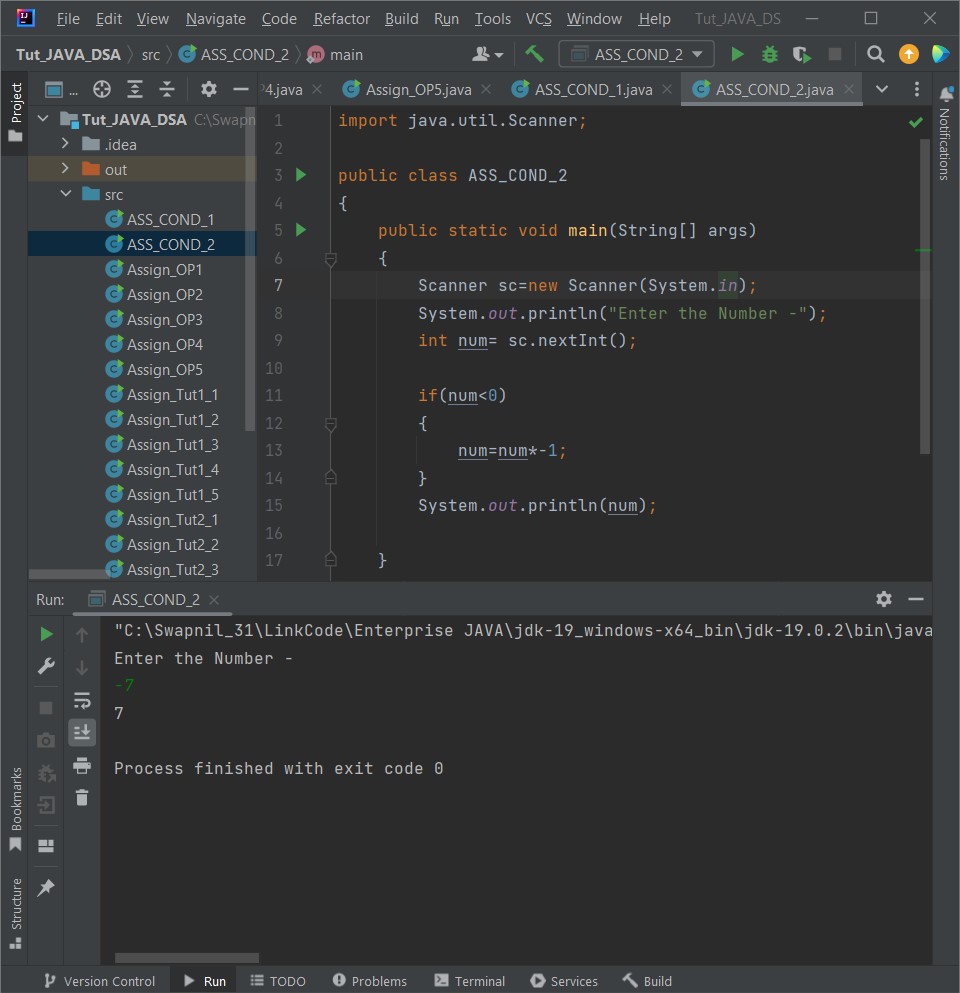 File Edit View Navigate Code Refactor Build Run Tools VCS Window Help Tut_JAVA_DS
Tut_JAVA_DSA src ASS_COND_2 main ASS_COND_2
Project
... 4.java Assign_OP5.java ASS_COND_1.java ASS_COND_2.java
Notifications
Tut_JAVA_DSA C:\Swapn
.idea
out
src
ASS_COND_1
ASS_COND_2
Assign_OP1
Assign_OP2
Assign_OP3
Assign_OP4
Assign_OP5
Assign_Tut1_1
Assign_Tut1_2
Assign_Tut1_3
Assign_Tut1_4
Assign_Tut1_5
Assign_Tut2_1
Assign_Tut2_2
Assign_Tut2_3
1 import java.util.Scanner;
2
3 public class ASS_COND_2
4 {
5 public static void main(String[] args)
6 {
7 Scanner sc=new Scanner(System.in);
8 System.out.println("Enter the Number -");
9 int num= sc.nextInt();
10
11 if(num<0)
12 {
13 num=num*-1;
14 }
15 System.out.println(num);
16
17 }
Run: ASS_COND_2
"C:\Swapnil_31\LinkCode\Enterprise JAVA\jdk-19_windows-x64_bin\jdk-19.0.2\bin\java
Enter the Number -
-7
7
Process finished with exit code 0
Bookmarks
Structure
Version Control Run TODO Problems Terminal Services Build